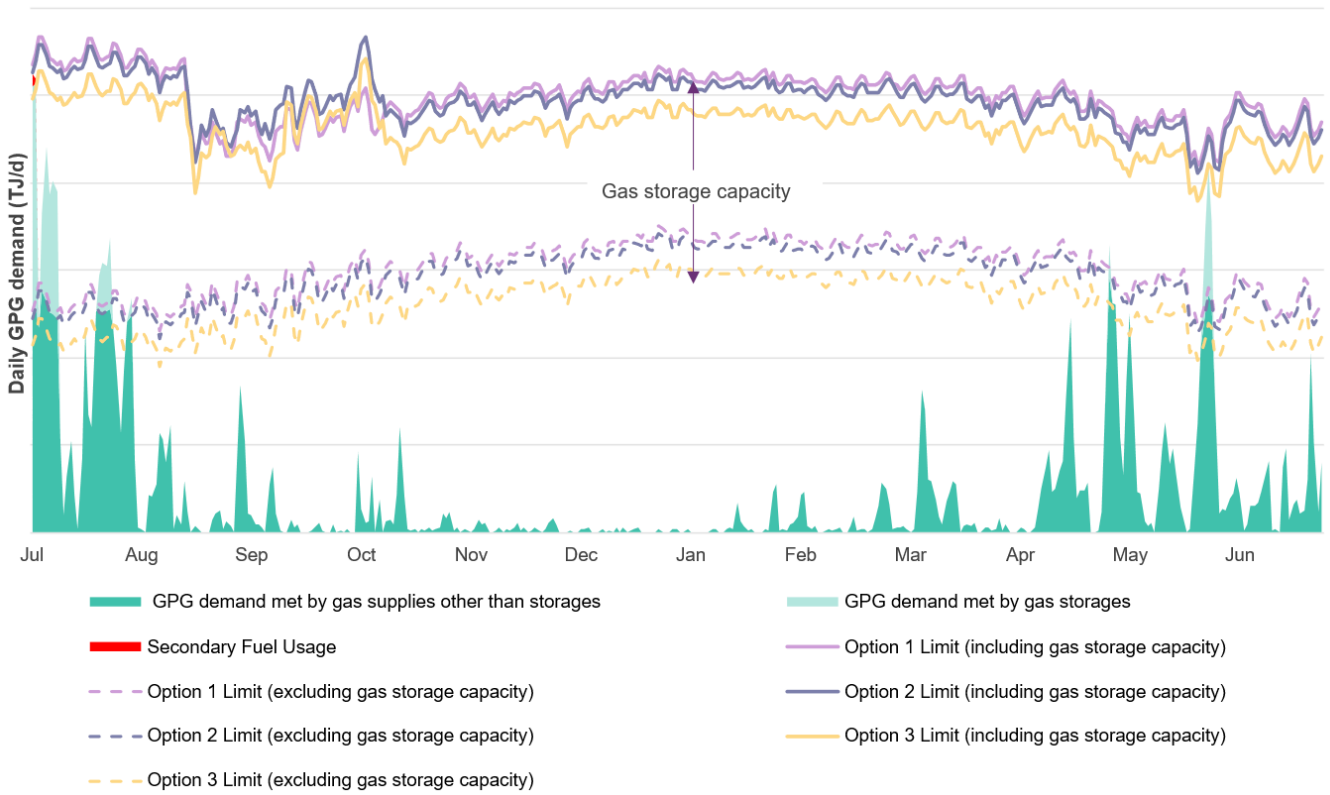 Daily GPG demand (TJ/d)
Gas storage capacity
Jul Aug Sep Oct Nov Dec Jan Feb Mar Apr May Jun
GPG demand met by gas supplies other than storages
GPG demand met by gas storages
Secondary Fuel Usage
Option 1 Limit (including gas storage capacity)
Option 1 Limit (excluding gas storage capacity)
Option 2 Limit (including gas storage capacity)
Option 2 Limit (excluding gas storage capacity)
Option 3 Limit (including gas storage capacity)
Option 3 Limit (excluding gas storage capacity)